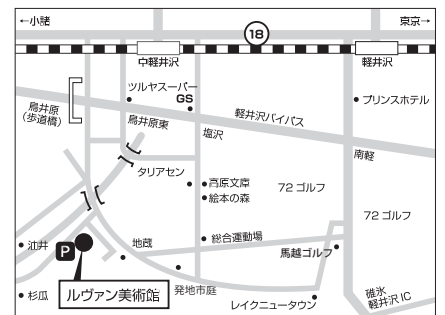 ←小諸
東京→
18
中軽井沢
軽井沢
ツルヤスーパー
GS
プリンスホテル
鳥井原
(歩道橋)
鳥井原東
軽井沢バイパス
塩沢
南軽
タリアセン
高原文庫
絵本の森
72 ゴルフ
72 ゴルフ
総合運動場
馬越ゴルフ
地蔵
P
発地市庭
杉瓜
ルヴァン美術館
レイクニュータウン
碓氷
軽井沢 IC